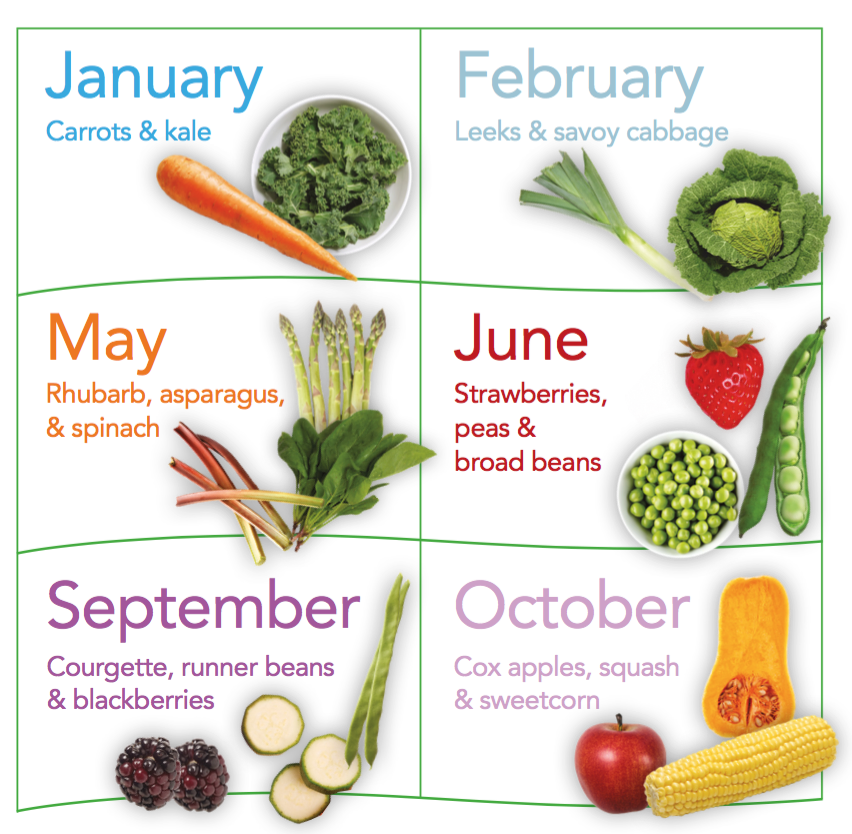 January
Carrots & kale
February
Leeks & savoy cabbage
May
Rhubarb, asparagus,
& spinach
June
Strawberries,
peas &
broad beans
September
Courgette, runner beans
& blackberries
October
Cox apples, squash
& sweetcorn